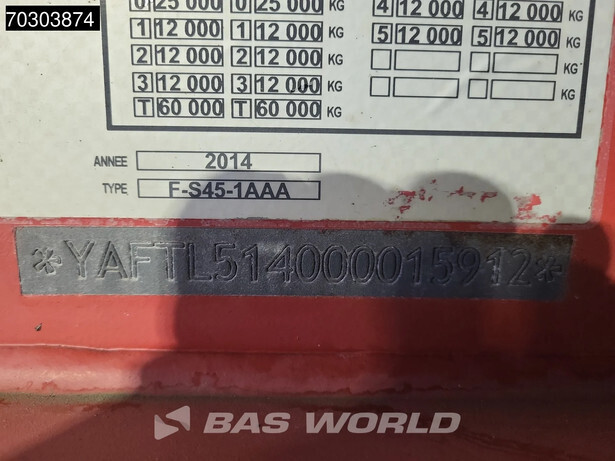 70303874
0 25 000 0 25 000 KG 4 12 000 4 12 000 KG
1 12 000 1 12 000 KG 5 12 000 5 12 000 KG
2 12 000 2 12 000 KG KG
3 12 000 3 12 000 KG KG
T 60 000 T 60 000 KG
ANNEE 2014
TYPE F-S45-1AAA
*YAFTL514000015912*
BAS WORLD